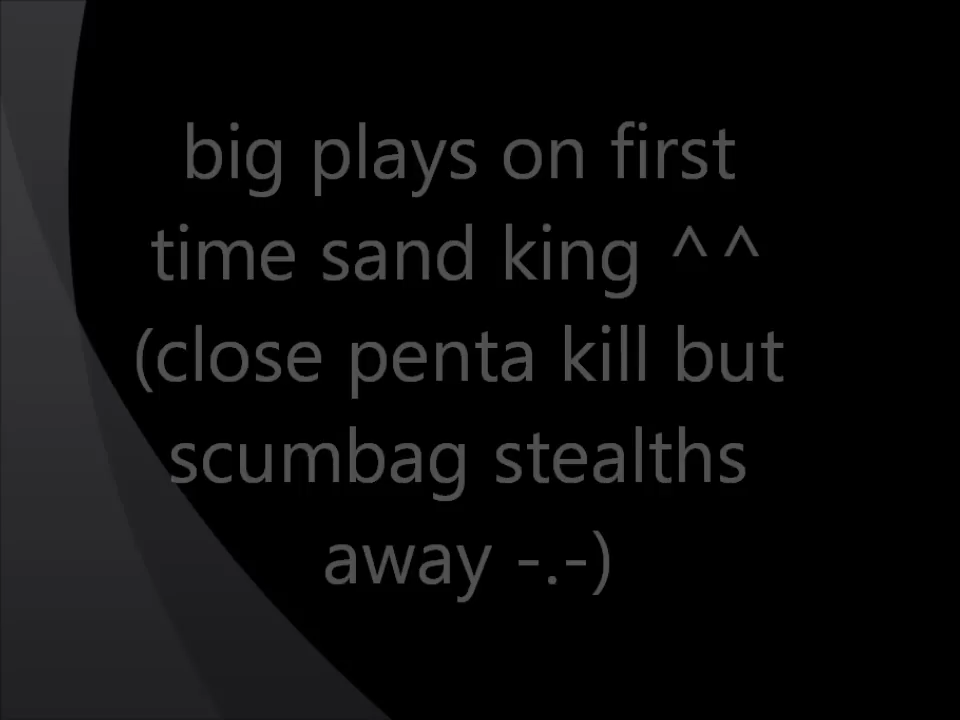 big plays on first
time sand king ^^
(close penta kill but
scumbag stealths
away -.-)